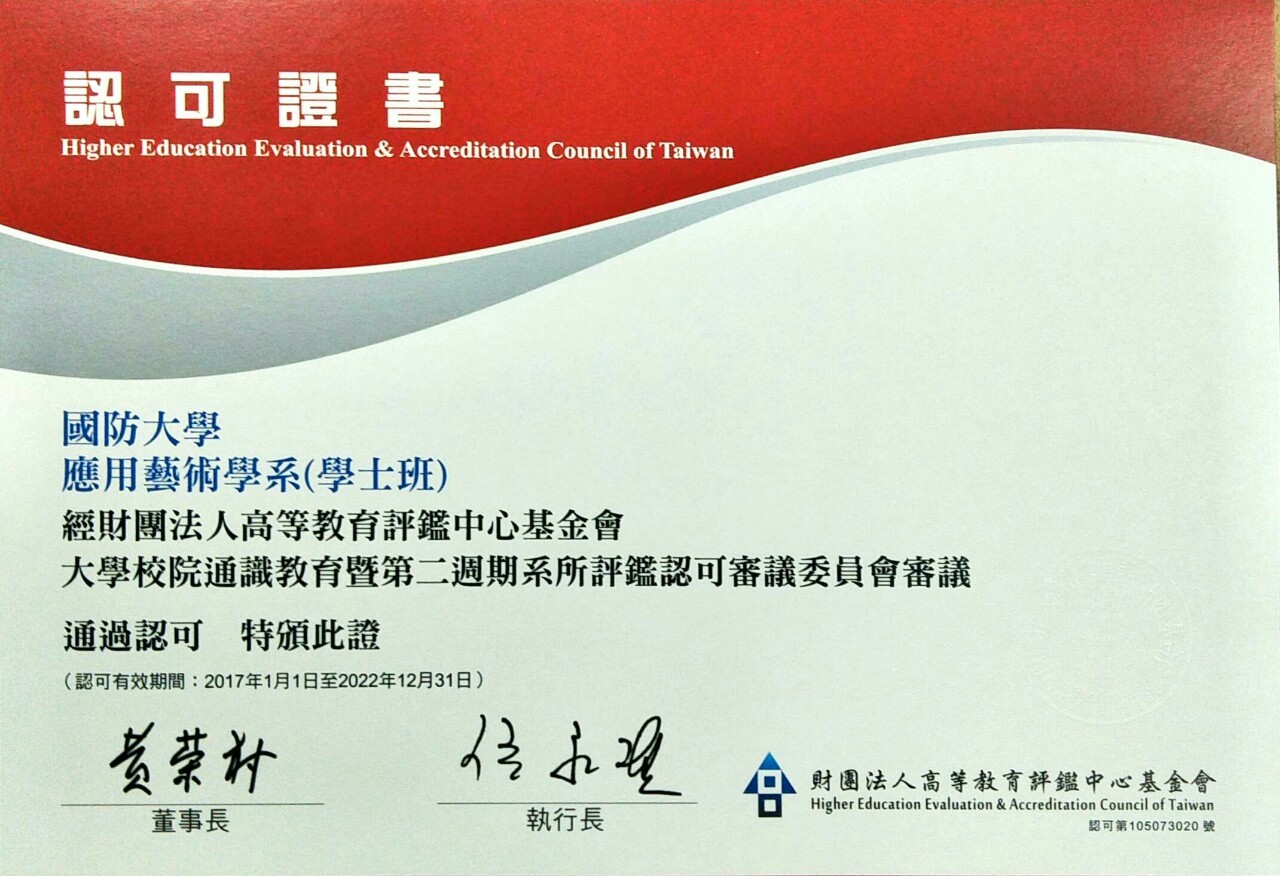 認可證書
Higher Education Evaluation & Accreditation Council of Taiwan
國防大學
應用藝術學系(學士班)
經財團法人高等教育評鑑中心基金會
大學校院通識教育暨第二週期系所評鑑認可審議委員會審議
通過認可 特頒此證
(認可有效期間：2017年1月1日至2022年12月31日)
黃榮村
董事長
執行長
財團法人高等教育評鑑中心基金會
Higher Education Evaluation & Accreditation Council of Taiwan
認可第105073020號